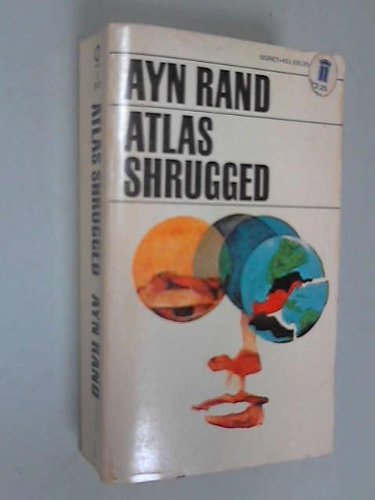 AYN RAND
ATLAS
SHRUGGED
ATLAS SHRUGGED AYN RAND